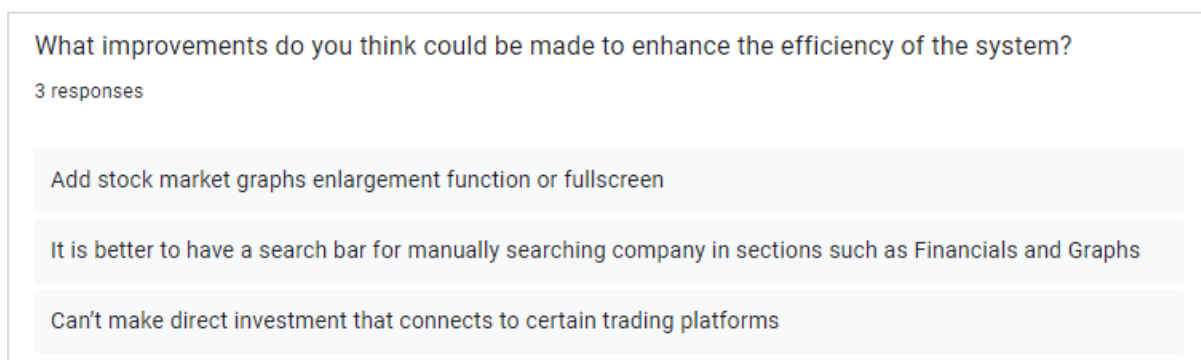 What improvements do you think could be made to enhance the efficiency of the system?
3 responses
Add stock market graphs enlargement function or fullscreen
It is better to have a search bar for manually searching company in sections such as Financials and Graphs
Can't make direct investment that connects to certain trading platforms